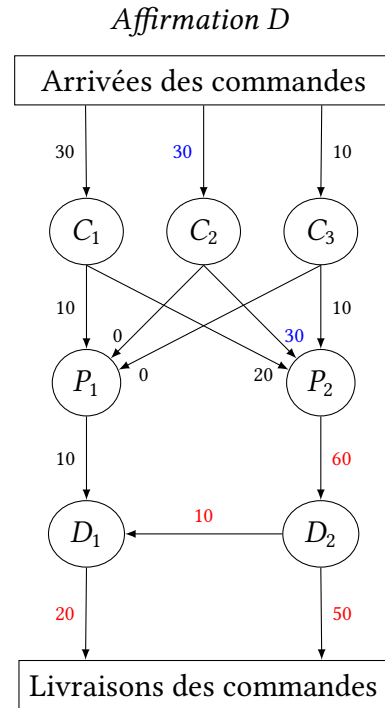 Affirmation D
Arrivées des commandes
30 30 10
C₁ C₂ C₃
10 0 0 20 30 10
P₁ P₂
10 60
D₁ 10 D₂
20 50
Livraisons des commandes